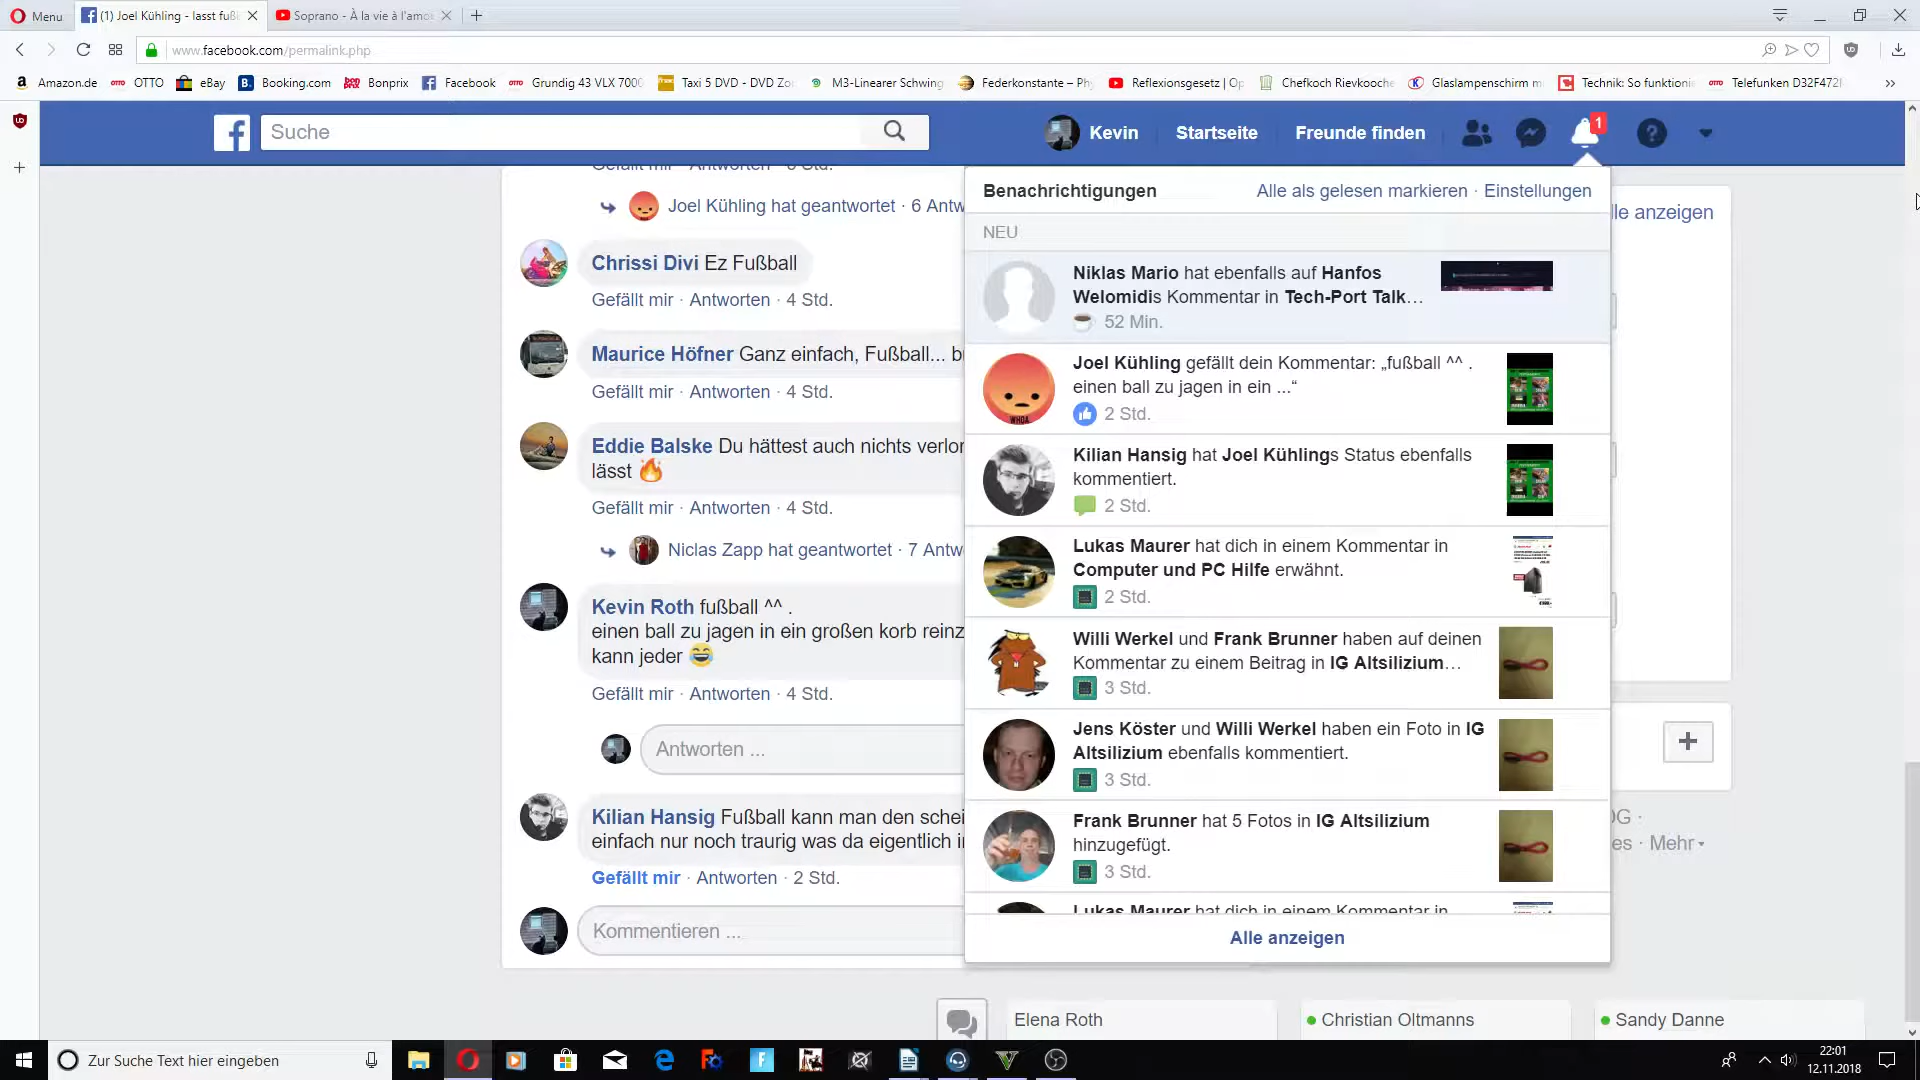 Menu
(1) Joel Kühling - lasst fußb
Soprano - À la vie à l'amo
www.facebook.com/permalink.php
Amazon.de
OTTO
eBay
Booking.com
Bonprix
Facebook
Grundig 43 VLX 7000
Taxi 5 DVD - DVD Zo
M3-Linearer Schwing
Federkonstante – Ph
Reflexionsgesetz | Op
Chefkoch Rievkooche
Glaslampenschirm m
Technik: So funktioni
Telefunken D32F472
Suche
Kevin
Startseite
Freunde finden
1
Joel Kühling hat geantwortet · 6 Antw
Chrissi Divi Ez Fußball
Gefällt mir · Antworten · 4 Std.
Maurice Höfner Ganz einfach, Fußball... b
Gefällt mir · Antworten · 4 Std.
Eddie Balske Du hättest auch nichts verlor
lässt 🔥
Gefällt mir · Antworten · 4 Std.
Niclas Zapp hat geantwortet · 7 Antw
Kevin Roth fußball ^^ .
einen ball zu jagen in ein großen korb reinz
kann jeder 😂
Gefällt mir · Antworten · 4 Std.
Antworten ...
Kilian Hansig Fußball kann man den schei
einfach nur noch traurig was da eigentlich i
Gefällt mir · Antworten · 2 Std.
Kommentieren ...
Benachrichtigungen
Alle als gelesen markieren · Einstellungen
NEU
Niklas Mario hat ebenfalls auf Hanfos
Welomidis Kommentar in Tech-Port Talk...
52 Min.
Joel Kühling gefällt dein Kommentar: „fußball ^^ .
einen ball zu jagen in ein ...“
WHOA
2 Std.
Kilian Hansig hat Joel Kühlings Status ebenfalls
kommentiert.
2 Std.
Lukas Maurer hat dich in einem Kommentar in
Computer und PC Hilfe erwähnt.
2 Std.
Willi Werkel und Frank Brunner haben auf deinen
Kommentar zu einem Beitrag in IG Altsilizium...
3 Std.
Jens Köster und Willi Werkel haben ein Foto in IG
Altsilizium ebenfalls kommentiert.
3 Std.
Frank Brunner hat 5 Fotos in IG Altsilizium
hinzugefügt.
3 Std.
Lukas Maurer hat dich in einem Kommentar in
Alle anzeigen
lle anzeigen
es · Mehr
Elena Roth
Christian Oltmanns
Sandy Danne
Zur Suche Text hier eingeben
22:01
12.11.2018